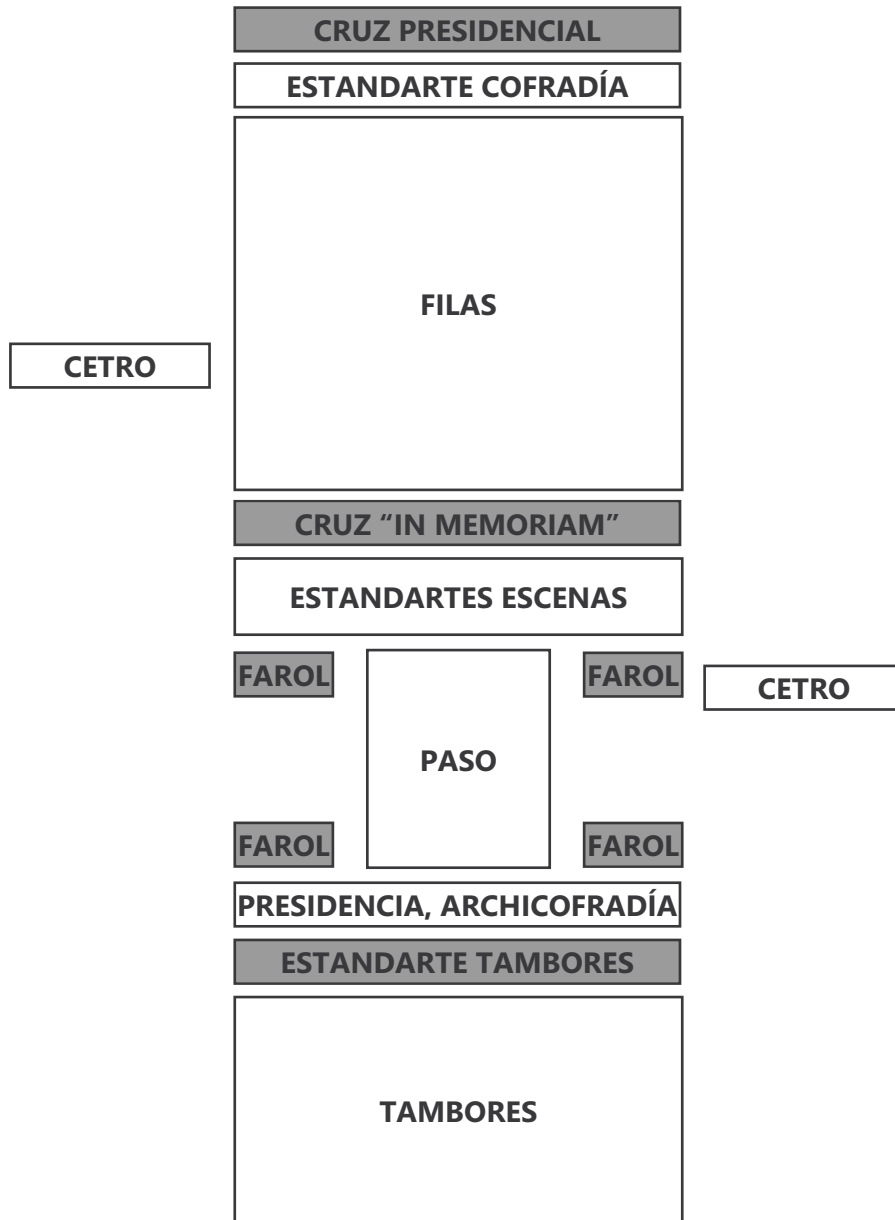 CRUZ PRESIDENCIAL
ESTANDARTE COFRADÍA
FILAS
CETRO
CRUZ “IN MEMORIAM”
ESTANDARTES ESCENAS
FAROL
FAROL
CETRO
PASO
FAROL
FAROL
PRESIDENCIA, ARCHICOFRADÍA
ESTANDARTE TAMBORES
TAMBORES